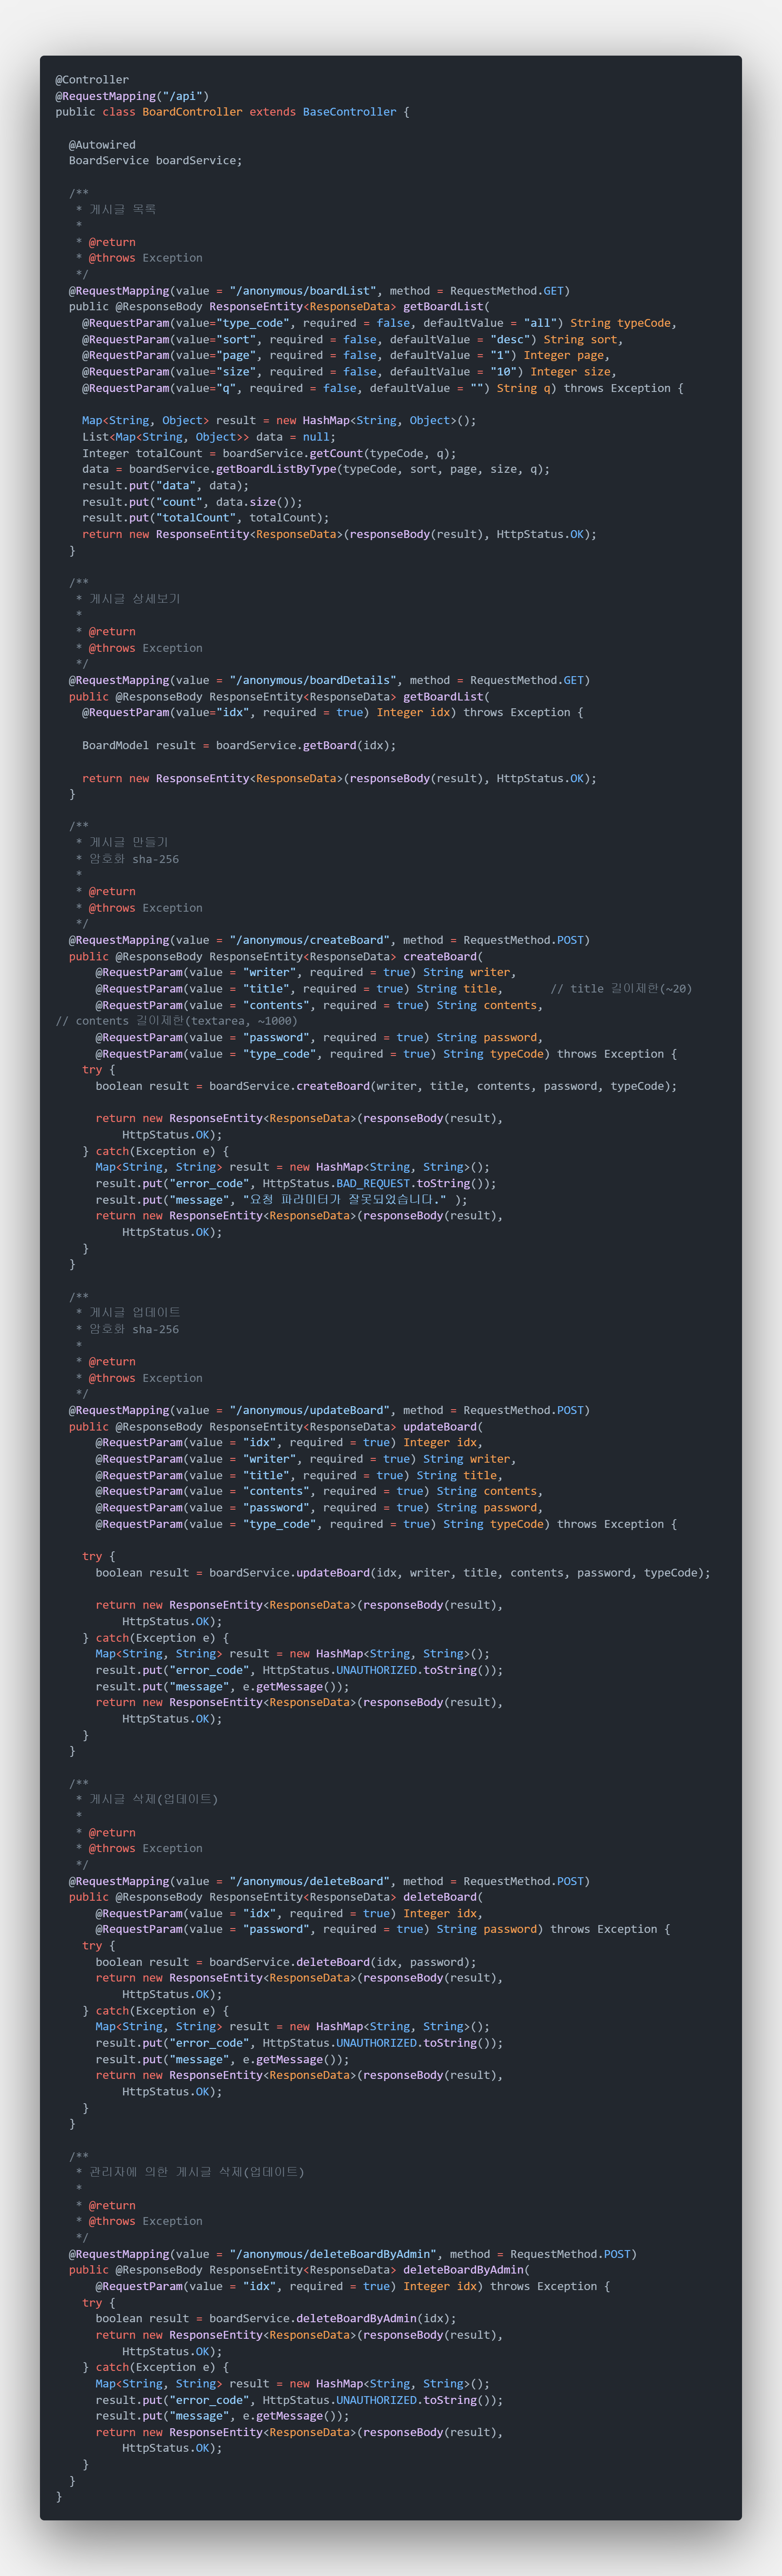 @Controller
@RequestMapping("/api")
public class BoardController extends BaseController {
@Autowired
BoardService boardService;
/**
* 게시글 목록
*
* @return
* @throws Exception
*/
@RequestMapping(value = "/anonymous/boardList", method = RequestMethod.GET)
public @ResponseBody ResponseEntity<ResponseData> getBoardList(
@RequestParam(value="type_code", required = false, defaultValue = "all") String typeCode,
@RequestParam(value="sort", required = false, defaultValue = "desc") String sort,
@RequestParam(value="page", required = false, defaultValue = "1") Integer page,
@RequestParam(value="size", required = false, defaultValue = "10") Integer size,
@RequestParam(value="q", required = false, defaultValue = "") String q) throws Exception {
Map<String, Object> result = new HashMap<String, Object>();
List<Map<String, Object>> data = null;
Integer totalCount = boardService.getCount(typeCode, q);
data = boardService.getBoardListByType(typeCode, sort, page, size, q);
result.put("data", data);
result.put("count", data.size());
result.put("totalCount", totalCount);
return new ResponseEntity<ResponseData>(responseBody(result), HttpStatus.OK);
}
/**
* 게시글 상세보기
*
* @return
* @throws Exception
*/
@RequestMapping(value = "/anonymous/boardDetails", method = RequestMethod.GET)
public @ResponseBody ResponseEntity<ResponseData> getBoardList(
@RequestParam(value="idx", required = true) Integer idx) throws Exception {
BoardModel result = boardService.getBoard(idx);
return new ResponseEntity<ResponseData>(responseBody(result), HttpStatus.OK);
}
/**
* 게시글 만들기
* 암호화 sha-256
*
* @return
* @throws Exception
*/
@RequestMapping(value = "/anonymous/createBoard", method = RequestMethod.POST)
public @ResponseBody ResponseEntity<ResponseData> createBoard(
@RequestParam(value = "writer", required = true) String writer,
@RequestParam(value = "title", required = true) String title, // title 길이제한(~20)
@RequestParam(value = "contents", required = true) String contents,
// contents 길이제한(textarea, ~1000)
@RequestParam(value = "password", required = true) String password,
@RequestParam(value = "type_code", required = true) String typeCode) throws Exception {
try {
boolean result = boardService.createBoard(writer, title, contents, password, typeCode);
return new ResponseEntity<ResponseData>(responseBody(result),
HttpStatus.OK);
} catch(Exception e) {
Map<String, String> result = new HashMap<String, String>();
result.put("error_code", HttpStatus.BAD_REQUEST.toString());
result.put("message", "요청 파라미터가 잘못되었습니다." );
return new ResponseEntity<ResponseData>(responseBody(result),
HttpStatus.OK);
}
}
/**
* 게시글 업데이트
* 암호화 sha-256
*
* @return
* @throws Exception
*/
@RequestMapping(value = "/anonymous/updateBoard", method = RequestMethod.POST)
public @ResponseBody ResponseEntity<ResponseData> updateBoard(
@RequestParam(value = "idx", required = true) Integer idx,
@RequestParam(value = "writer", required = true) String writer,
@RequestParam(value = "title", required = true) String title,
@RequestParam(value = "contents", required = true) String contents,
@RequestParam(value = "password", required = true) String password,
@RequestParam(value = "type_code", required = true) String typeCode) throws Exception {
try {
boolean result = boardService.updateBoard(idx, writer, title, contents, password, typeCode);
return new ResponseEntity<ResponseData>(responseBody(result),
HttpStatus.OK);
} catch(Exception e) {
Map<String, String> result = new HashMap<String, String>();
result.put("error_code", HttpStatus.UNAUTHORIZED.toString());
result.put("message", e.getMessage());
return new ResponseEntity<ResponseData>(responseBody(result),
HttpStatus.OK);
}
}
/**
* 게시글 삭제(업데이트)
*
* @return
* @throws Exception
*/
@RequestMapping(value = "/anonymous/deleteBoard", method = RequestMethod.POST)
public @ResponseBody ResponseEntity<ResponseData> deleteBoard(
@RequestParam(value = "idx", required = true) Integer idx,
@RequestParam(value = "password", required = true) String password) throws Exception {
try {
boolean result = boardService.deleteBoard(idx, password);
return new ResponseEntity<ResponseData>(responseBody(result),
HttpStatus.OK);
} catch(Exception e) {
Map<String, String> result = new HashMap<String, String>();
result.put("error_code", HttpStatus.UNAUTHORIZED.toString());
result.put("message", e.getMessage());
return new ResponseEntity<ResponseData>(responseBody(result),
HttpStatus.OK);
}
}
/**
* 관리자에 의한 게시글 삭제(업데이트)
*
* @return
* @throws Exception
*/
@RequestMapping(value = "/anonymous/deleteBoardByAdmin", method = RequestMethod.POST)
public @ResponseBody ResponseEntity<ResponseData> deleteBoardByAdmin(
@RequestParam(value = "idx", required = true) Integer idx) throws Exception {
try {
boolean result = boardService.deleteBoardByAdmin(idx);
return new ResponseEntity<ResponseData>(responseBody(result),
HttpStatus.OK);
} catch(Exception e) {
Map<String, String> result = new HashMap<String, String>();
result.put("error_code", HttpStatus.UNAUTHORIZED.toString());
result.put("message", e.getMessage());
return new ResponseEntity<ResponseData>(responseBody(result),
HttpStatus.OK);
}
}
}